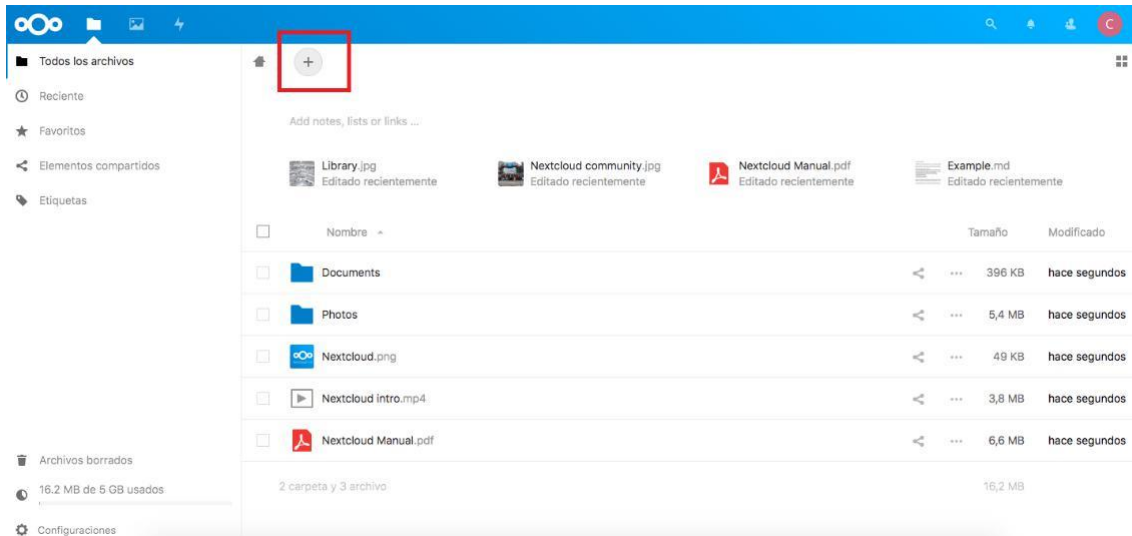 C
Todos los archivos
Reciente
Favoritos
Elementos compartidos
Etiquetas
+
Add notes, lists or links ...
Library.jpg
Editado recientemente
Nextcloud community.jpg
Editado recientemente
Nextcloud Manual.pdf
Editado recientemente
Example.md
Editado recientemente
Nombre Tamaño Modificado
Documents ... 396 KB hace segundos
Photos ... 5,4 MB hace segundos
Nextcloud.png ... 49 KB hace segundos
Nextcloud intro.mp4 ... 3,8 MB hace segundos
Nextcloud Manual.pdf ... 6,6 MB hace segundos
2 carpeta y 3 archivo 16,2 MB
Archivos borrados
16.2 MB de 5 GB usados
Configuraciones